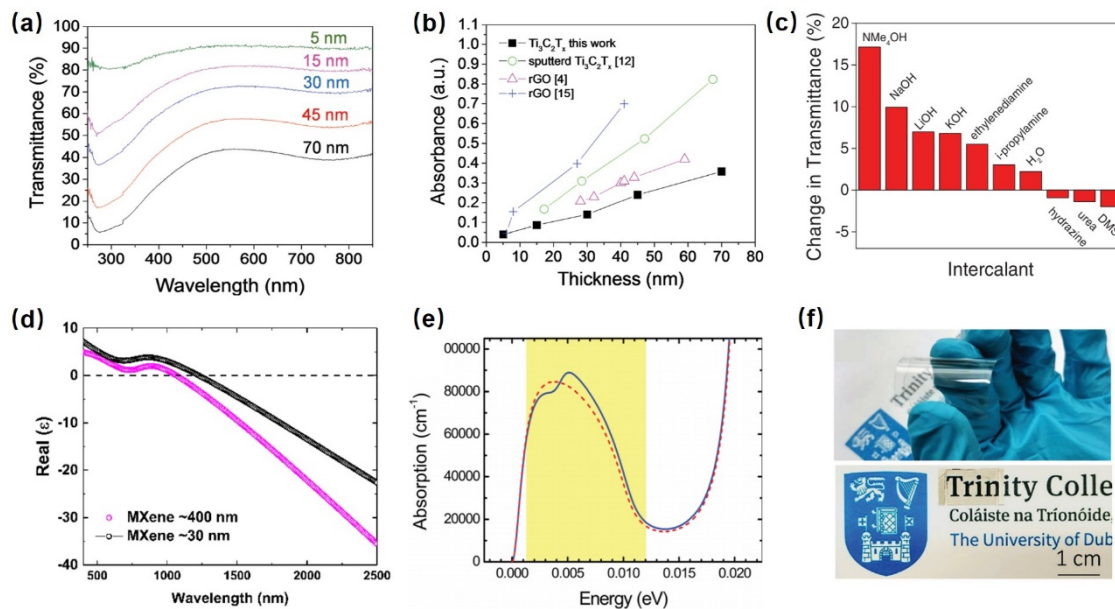 (a)
Transmittance (%)
100
90
80
70
60
50
40
30
20
10
0
5 nm
15 nm
30 nm
45 nm
70 nm
300 400 500 600 700 800
Wavelength (nm)
(b)
Absorbance (a.u.)
1.1
1.0
0.9
0.8
0.7
0.6
0.5
0.4
0.3
0.2
0.1
0.0
Ti₃C₂Tₓ this work
sputterd Ti₃C₂Tₓ [12]
rGO [4]
rGO [15]
0 10 20 30 40 50 60 70 80
Thickness (nm)
(c)
Change in Transmittance (%)
20
15
10
5
0
-5
NMe₄OH
NaOH
LiOH
KOH
ethylenediamine
i-propylamine
H₂O
hydrazine
urea
DMS
Intercalant
(d)
Real (ε)
10
0
-10
-20
-30
-40
MXene ~400 nm
MXene ~30 nm
500 1000 1500 2000 2500
Wavelength (nm)
(e)
Absorption (cm⁻¹)
00000
80000
60000
40000
20000
0.000 0.005 0.010 0.015 0.020
Energy (eV)
(f)
Trinity
Coláiste
Trinity Colle
Coláiste na Tríonóide,
The University of Dub
1 cm